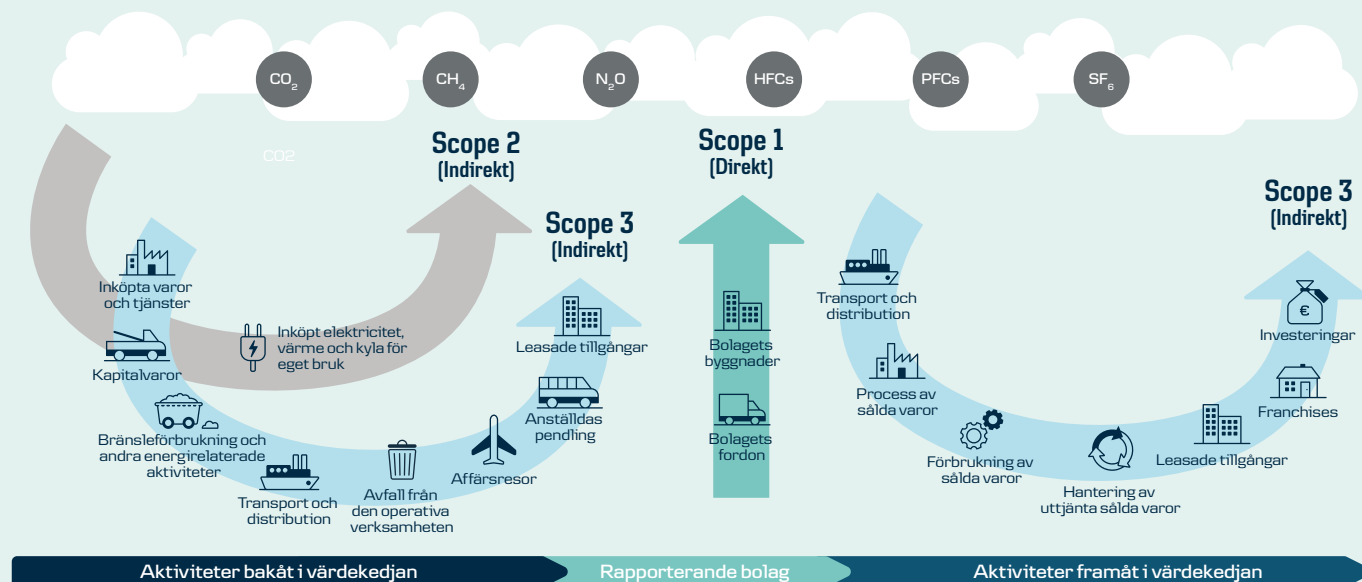 CO2
CH4
N2O
HFCs
PFCs
SF6
CO2
Scope 2
(Indirekt)
Scope 3
(Indirekt)
Scope 1
(Direkt)
Scope 3
(Indirekt)
Inköpta varor
och tjänster
Kapitalvaror
Bränsleförbrukning och
andra energirelaterade
aktiviteter
Transport och
distribution
Avfall från
den operativa
verksamheten
Affärsresor
Anställdas
pendling
Leasade tillgångar
Inköpt elektricitet,
värme och kyla för
eget bruk
Bolagets
byggnader
Bolagets
fordon
Transport och
distribution
Process av
sålda varor
Förbrukning av
sålda varor
Hantering av
uttjänta sålda varor
Leasade tillgångar
Franchises
€
Investeringar
Aktiviteter bakåt i värdekedjan
Rapporterande bolag
Aktiviteter framåt i värdekedjan